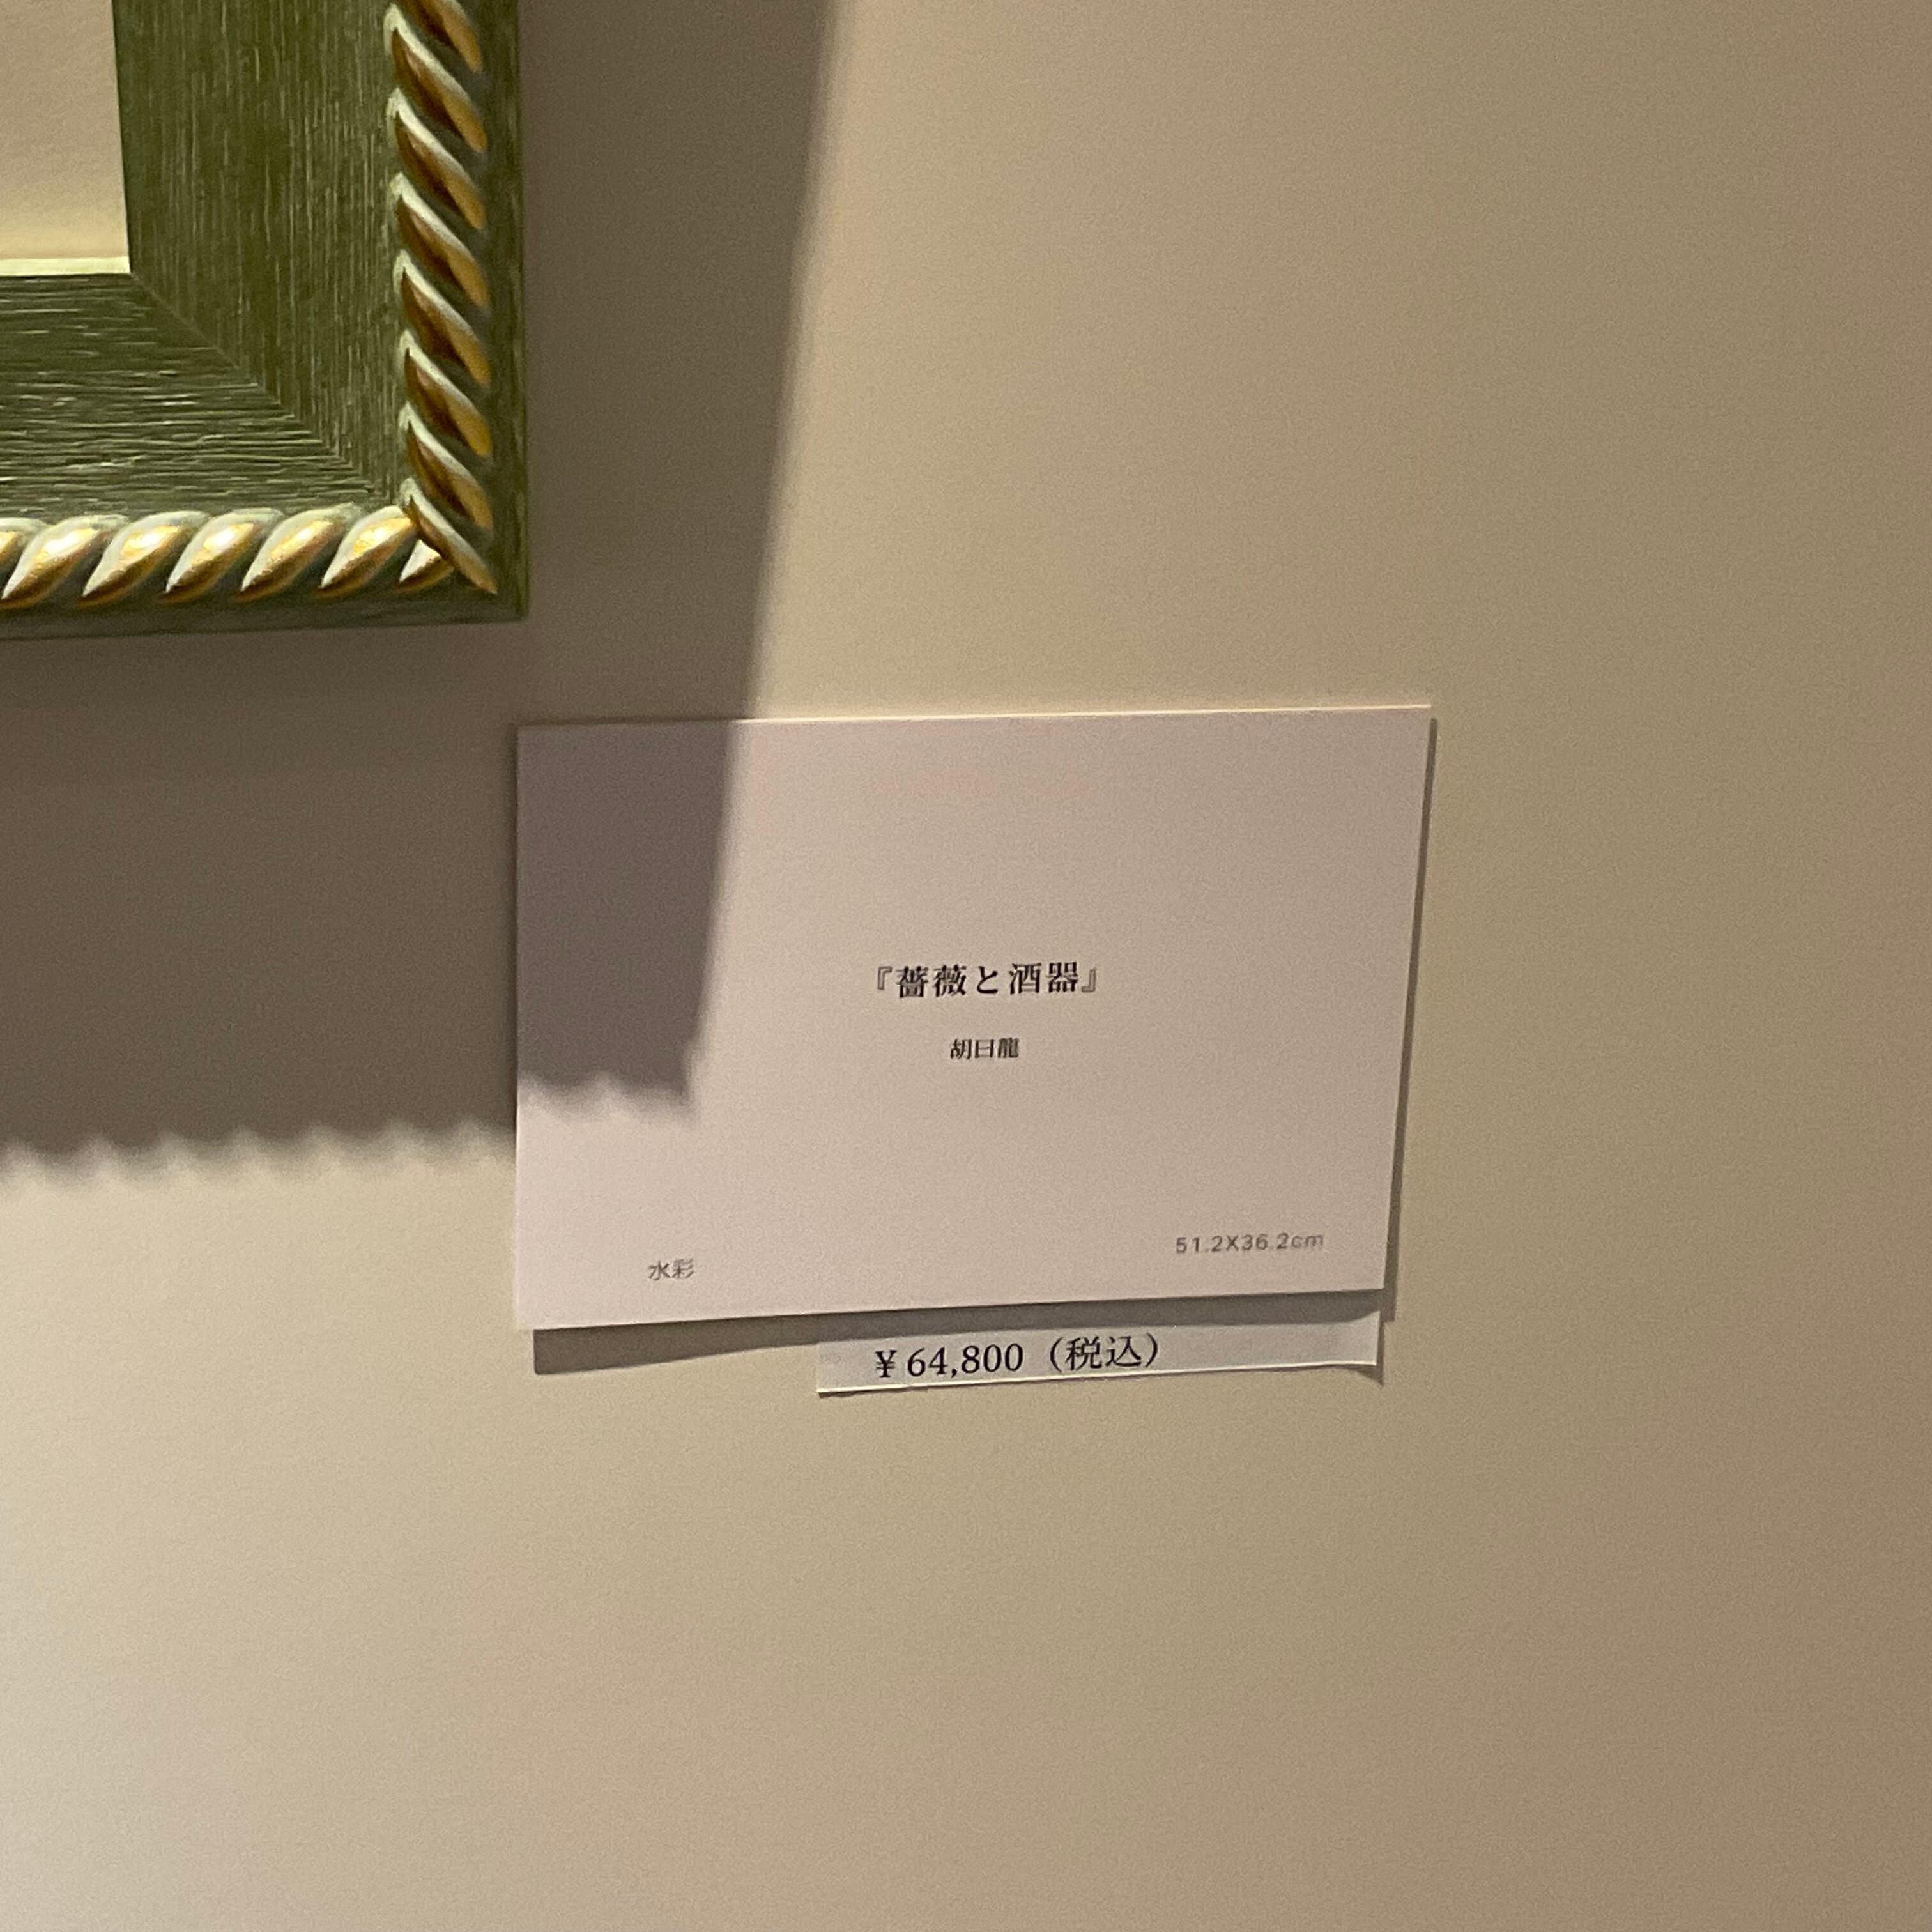 『薔薇と酒器』
胡日龍
水彩
51.2X36.2cm
¥64,800（税込）